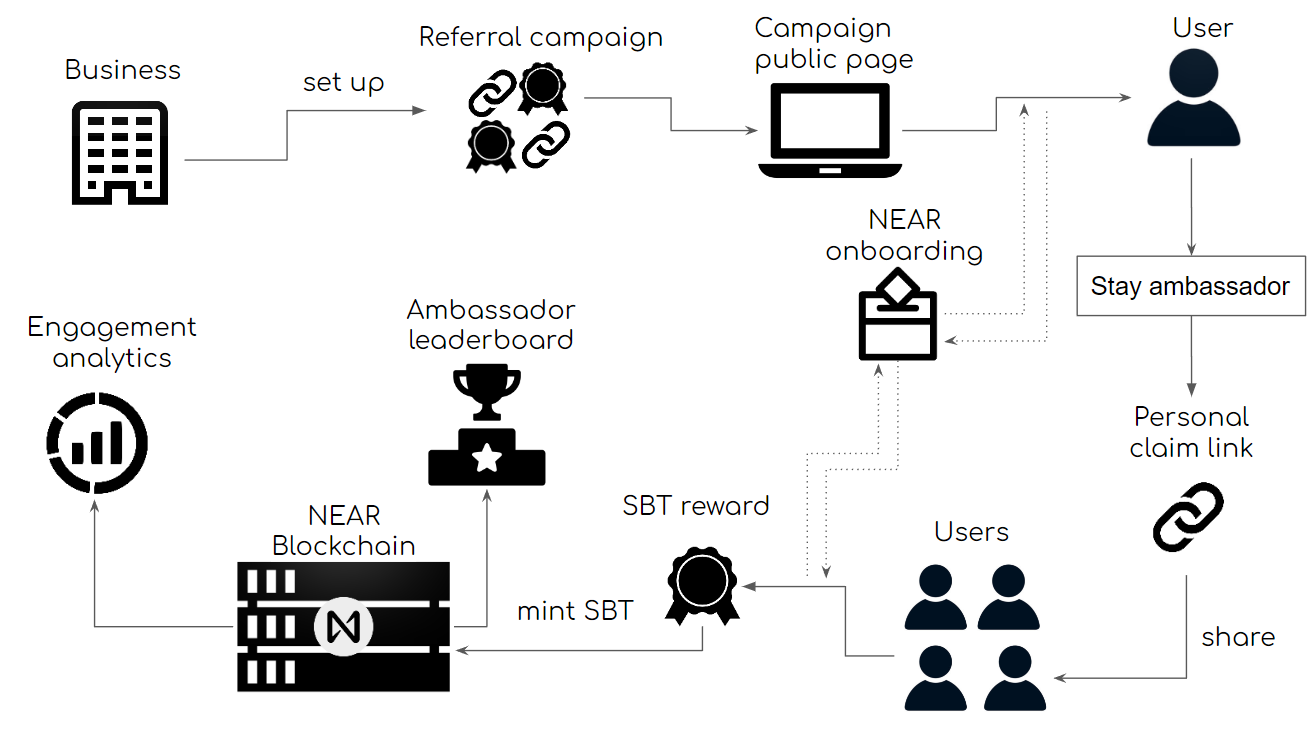 Business
set up
Referral campaign
Campaign
public page
User
NEAR
onboarding
Stay ambassador
Engagement
analytics
Ambassador
leaderboard
Personal
claim link
NEAR
Blockchain
SBT reward
Users
mint SBT
share